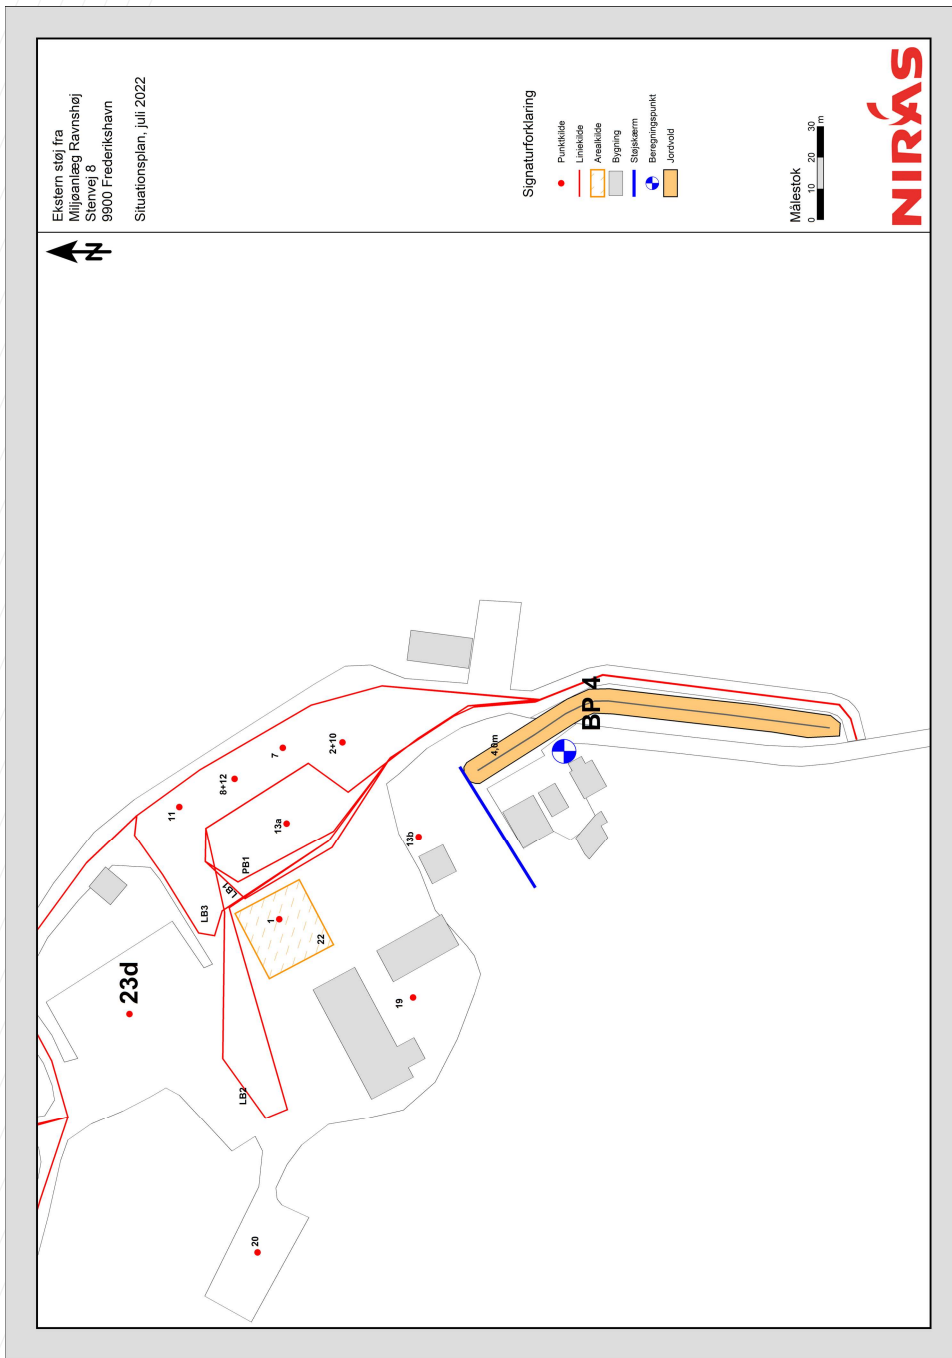 Ekstern støj fra
Miljøanlæg Ravnshøj
Stenvej 8
9900 Frederikshavn
Situationsplan, juli 2022
Signaturforklaring
Punktkilde
Liniekilde
Arealkilde
Bygning
Støjskærm
Beregningspunkt
Jordvold
Målestok
0 10 20 30
m
NIRAS
N
11
8+12
7
2+10
13a
PB1
LB1
LB3
13b
1
22
23d
19
LB2
20
4,0m
BP 4